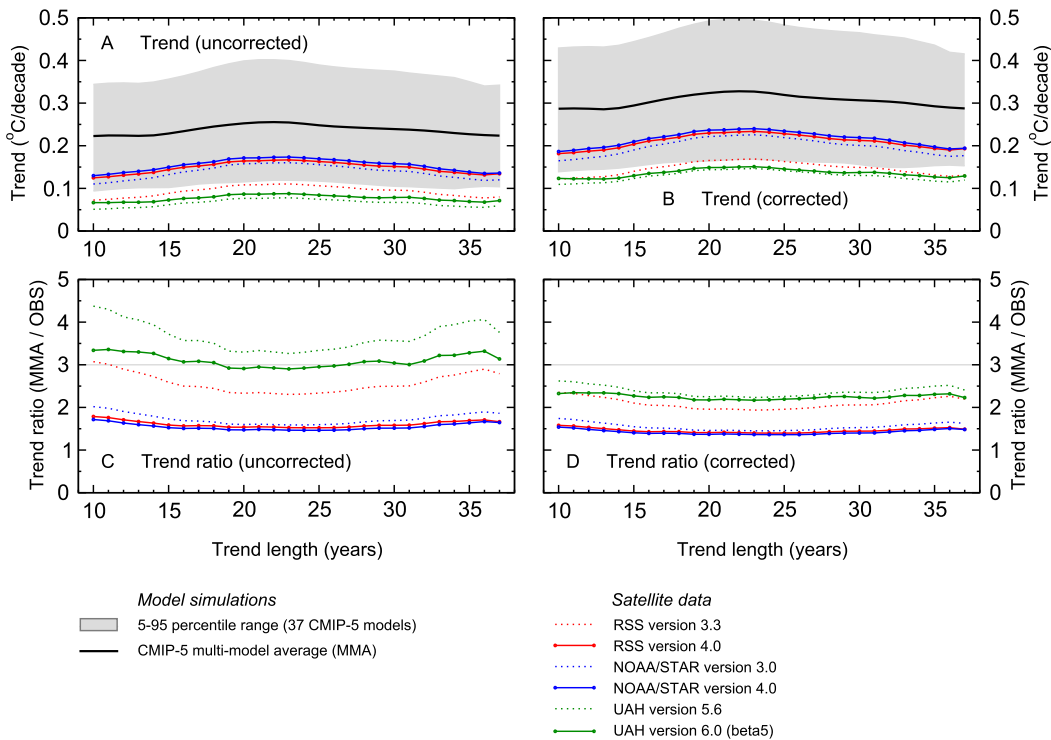 0.5
0.4
0.3
0.2
0.1
0
Trend (°C/decade)
A Trend (uncorrected)
10 15 20 25 30 35
0.5
0.4
0.3
0.2
0.1
0
Trend (°C/decade)
B Trend (corrected)
10 15 20 25 30 35
5
4
3
2
1
0
Trend ratio (MMA / OBS)
C Trend ratio (uncorrected)
10 15 20 25 30 35
Trend length (years)
5
4
3
2
1
0
Trend ratio (MMA / OBS)
D Trend ratio (corrected)
10 15 20 25 30 35
Trend length (years)
Model simulations
5-95 percentile range (37 CMIP-5 models)
CMIP-5 multi-model average (MMA)
Satellite data
RSS version 3.3
RSS version 4.0
NOAA/STAR version 3.0
NOAA/STAR version 4.0
UAH version 5.6
UAH version 6.0 (beta5)